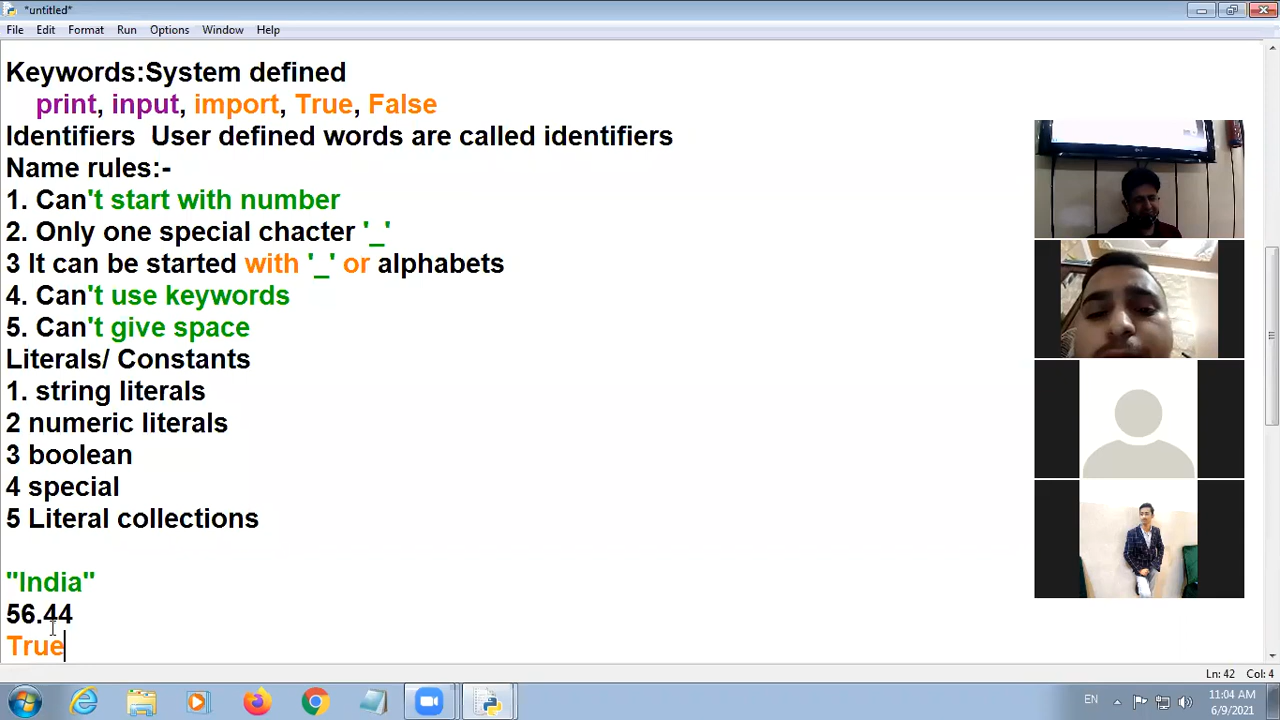 *untitled*
File Edit Format Run Options Window Help
Keywords:System defined
print, input, import, True, False
Identifiers  User defined words are called identifiers
Name rules:-
1. Can't start with number
2. Only one special chacter '_'
3 It can be started with '_' or alphabets
4. Can't use keywords
5. Can't give space
Literals/ Constants
1. string literals
2 numeric literals
3 boolean
4 special
5 Literal collections
"India"
56.44
True
Ln: 42 Col: 4
EN
11:04 AM
6/9/2021